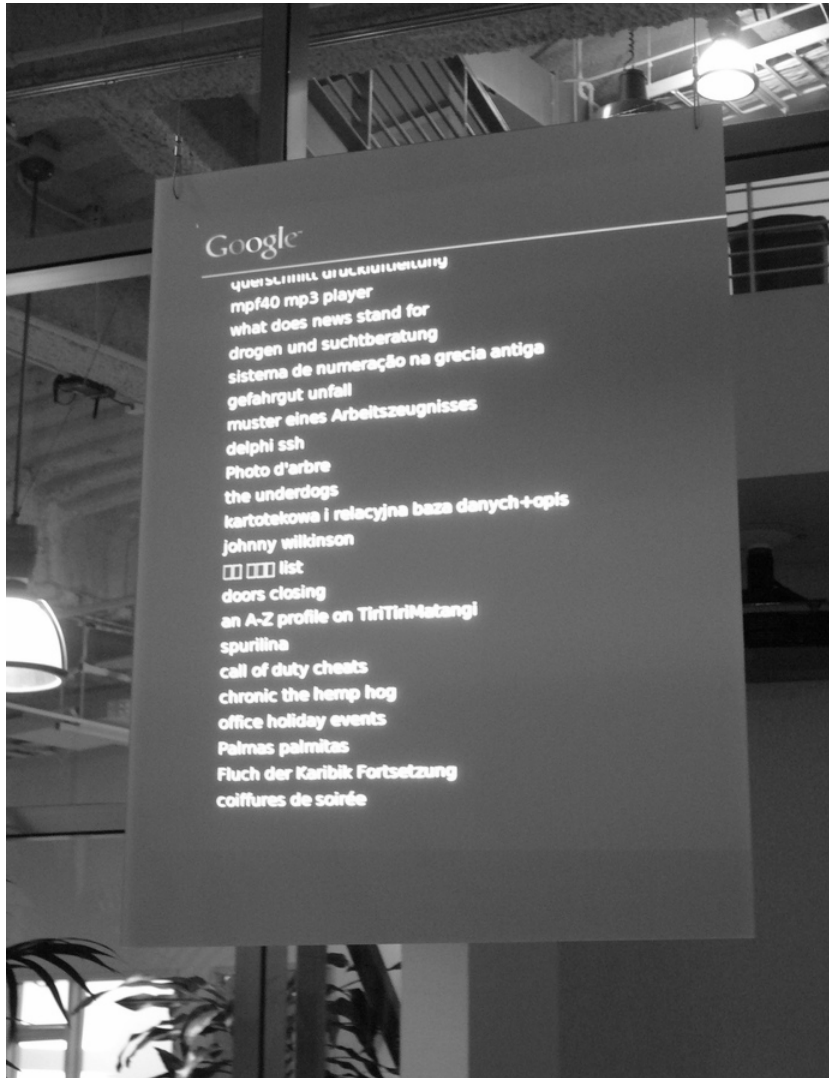 Google
querschnitt druckluftleitung
mpf40 mp3 player
what does news stand for
drogen und suchtberatung
sistema de numeração na grecia antiga
gefahrgut unfall
muster eines Arbeitszeugnisses
delphi ssh
Photo d'arbre
the underdogs
kartotekowa i relacyjna baza danych+opis
johnny wilkinson
▯▯ ▯▯▯ list
doors closing
an A-Z profile on TiriTiriMatangi
spurilina
call of duty cheats
chronic the hemp hog
office holiday events
Palmas palmitas
Fluch der Karibik Fortsetzung
coiffures de soirée